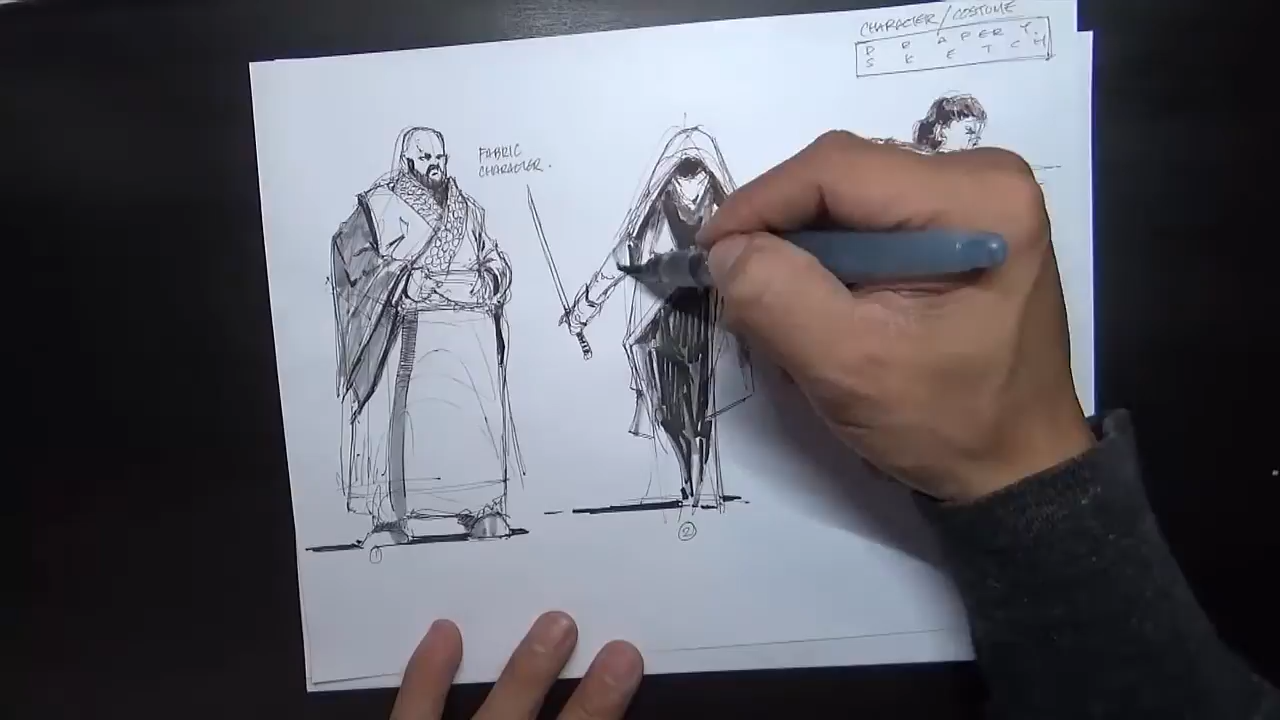 CHARACTER/COSTUME
DRAPERY.
SKETCH
FABRIC
CHARACTER.
1
2